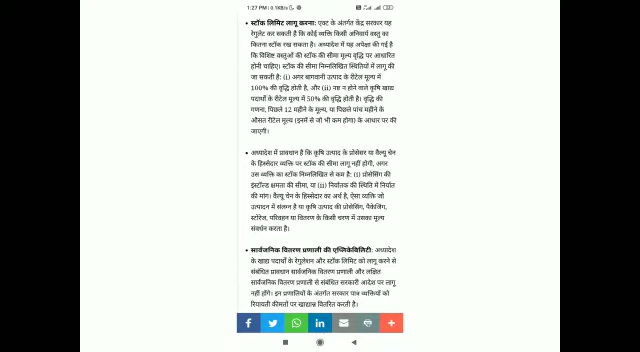 1:27 PM | 0.1KB/s
• स्टॉक लिमिट लागू करना: एक्ट के अंतर्गत केंद्र सरकार यह
रेगुलेट कर सकती है कि कोई व्यक्ति किसी अनिवार्य वस्तु का
कितना स्टॉक रख सकता है। अध्यादेश में यह अपेक्षा की गई है
कि विशिष्ट वस्तुओं की स्टॉक की सीमा मूल्य वृद्धि पर आधारित
होनी चाहिए। स्टॉक की सीमा निम्नलिखित स्थितियों में लागू की
जा सकती है: (i) अगर बागवानी उत्पाद के रीटेल मूल्य में
100% की वृद्धि होती है, और (ii) नष्ट न होने वाले कृषि खाद्य
पदार्थों के रीटेल मूल्य में 50% की वृद्धि होती है। वृद्धि की
गणना, पिछले 12 महीने के मूल्य, या पिछले पांच महीने के
औसत रीटेल मूल्य (इनमें से जो भी कम होगा) के आधार पर की
जाएगी।
• अध्यादेश में प्रावधान है कि कृषि उत्पाद के प्रोसेसर या वैल्यू चेन
के हिस्सेदार व्यक्ति पर स्टॉक की सीमा लागू नहीं होगी, अगर
उस व्यक्ति का स्टॉक निम्नलिखित से कम है: (i) प्रोसेसिंग की
इंस्टॉल्ड क्षमता की सीमा, या (ii) निर्यातक की स्थिति में निर्यात
की मांग। वैल्यू चेन के हिस्सेदार का अर्थ है, ऐसा व्यक्ति जो
उत्पादन में संलग्न है या कृषि उत्पाद की प्रोसेसिंग, पैकेजिंग,
स्टोरेज, परिवहन या वितरण के किसी चरण में उसका मूल्य
संवर्धन करता है।
• सार्वजनिक वितरण प्रणाली की एप्लिकेबिलिटी: अध्यादेश
के खाद्य पदार्थों के रेगुलेशन और स्टॉक लिमिट को लागू करने से
संबंधित प्रावधान सार्वजनिक वितरण प्रणाली और लक्षित
सार्वजनिक वितरण प्रणाली से संबंधित सरकारी आदेश पर लागू
नहीं होंगे। इन प्रणालियों के अंतर्गत सरकार पात्र व्यक्तियों को
रियायती कीमतों पर खाद्यान्न वितरित करती है।